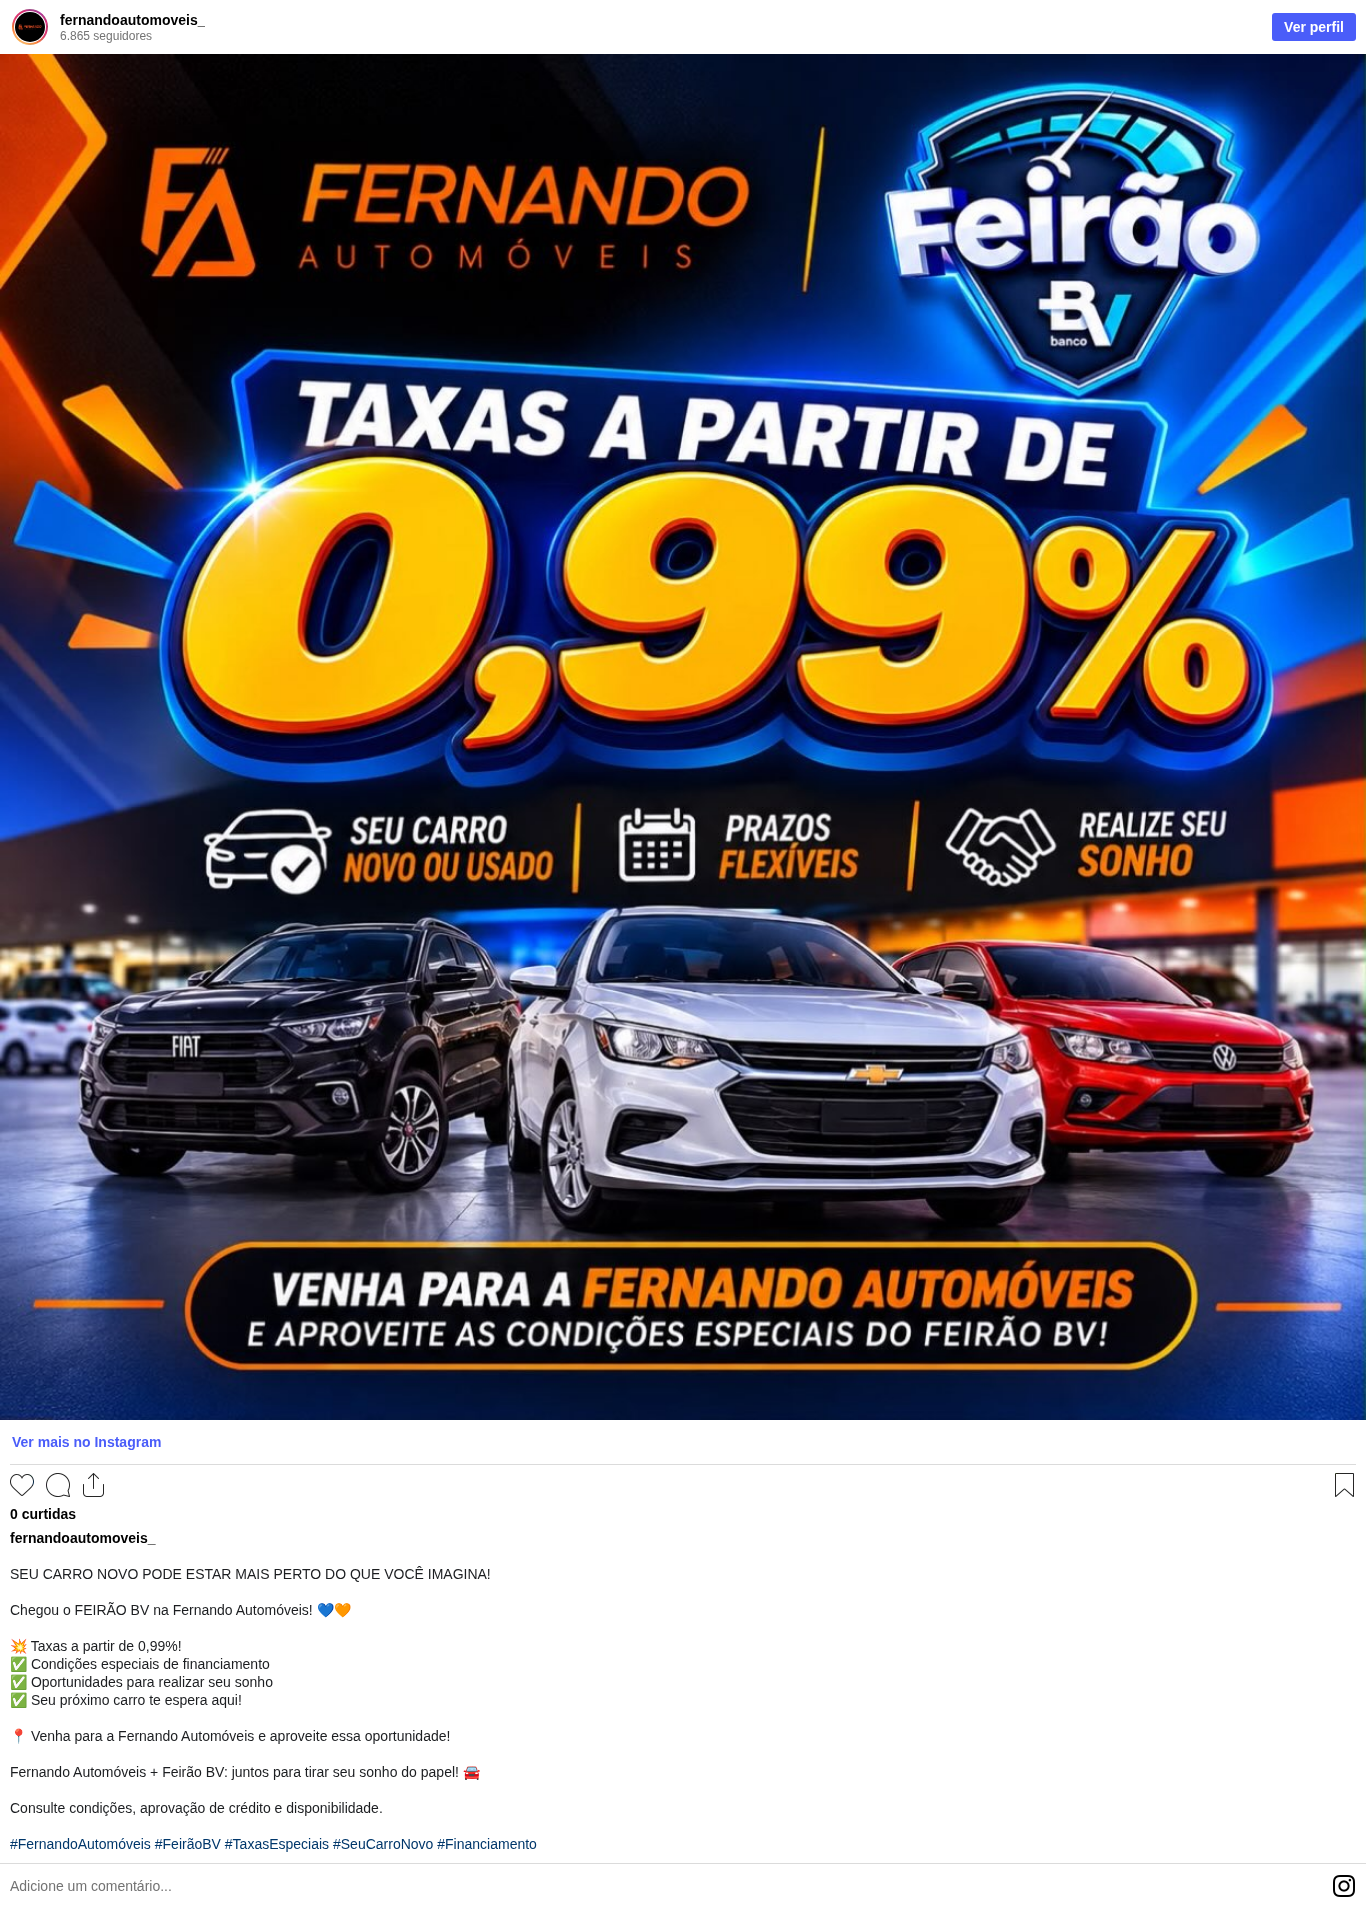 fernandoautomoveis_
6.865 seguidores
Ver perfil
FA FERNANDO
AUTOMÓVEIS
Feirão
BV
banco
TAXAS A PARTIR DE
0,99%
SEU CARRO
NOVO OU USADO
PRAZOS
FLEXÍVEIS
REALIZE SEU
SONHO
FIAT
VENHA PARA A FERNANDO AUTOMÓVEIS
E APROVEITE AS CONDIÇÕES ESPECIAIS DO FEIRÃO BV!
Ver mais no Instagram
0 curtidas
fernandoautomoveis_
SEU CARRO NOVO PODE ESTAR MAIS PERTO DO QUE VOCÊ IMAGINA!
Chegou o FEIRÃO BV na Fernando Automóveis! 💙🧡
💥 Taxas a partir de 0,99%!
✅ Condições especiais de financiamento
✅ Oportunidades para realizar seu sonho
✅ Seu próximo carro te espera aqui!
📍 Venha para a Fernando Automóveis e aproveite essa oportunidade!
Fernando Automóveis + Feirão BV: juntos para tirar seu sonho do papel! 🚘
Consulte condições, aprovação de crédito e disponibilidade.
#FernandoAutomóveis #FeirãoBV #TaxasEspeciais #SeuCarroNovo #Financiamento
Adicione um comentário...